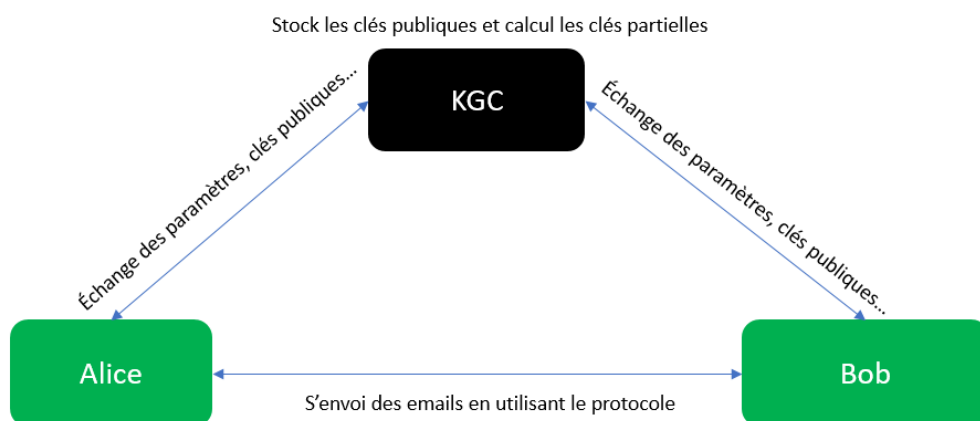 Stock les clés publiques et calcul les clés partielles
KGC
Échange des paramètres, clés publiques…
Échange des paramètres, clés publiques…
Alice
Bob
S’envoi des emails en utilisant le protocole